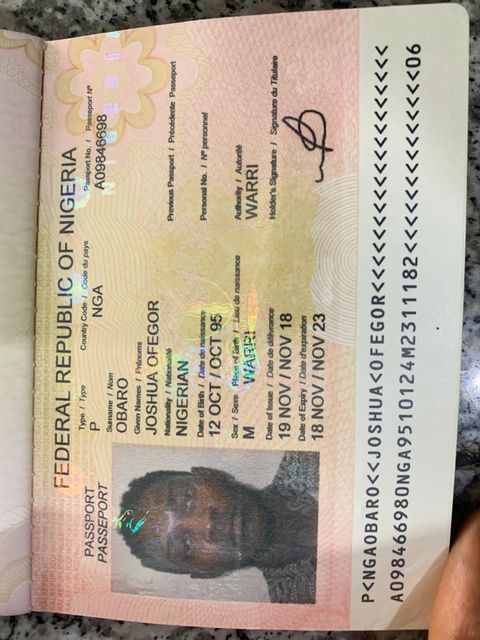 FEDERAL REPUBLIC OF NIGERIA
PASSPORT
PASSEPORT
Type / Type Country Code / Code du pays Passport No. / Passeport Nº
P NGA A09846698
Surname / Nom
OBARO
Given Names / Prénoms
JOSHUA OFEGOR
Nationality / Nationalité Previous Passport / Précédente Passeport
NIGERIAN
Date of Birth / Date de naissance Personal No. / Nº personnel
12 OCT / OCT 95
Sex / Sexe Place of Birth / Lieu de naissance Authority / Autorité
M WARRI WARRI
Date of Issue / Date de délivrance Holder's Signature / Signature du Titulaire
19 NOV / NOV 18
Date of Expiry / Date d'expiration
18 NOV / NOV 23
P<NGAOBARO<<JOSHUA<OFEGOR<<<<<<<<<<<<<<<<<<<
A098466980NGA9510124M2311182<<<<<<<<<<<<<<06